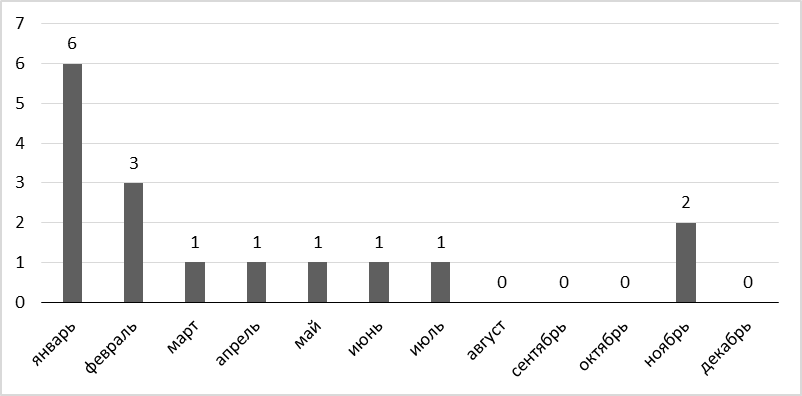 7
6
5
4
3
2
1
0
6
3
1
1
1
1
1
0
0
0
2
0
январь
февраль
март
апрель
май
июнь
июль
август
сентябрь
октябрь
ноябрь
декабрь